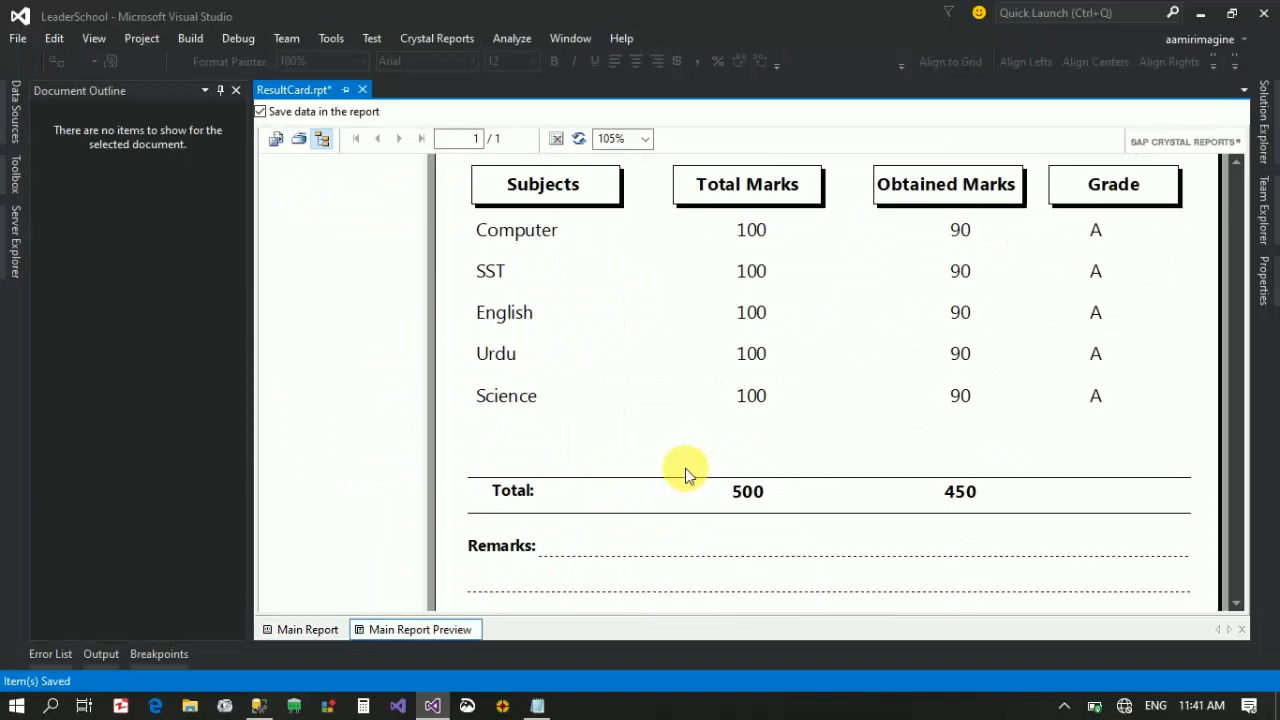 LeaderSchool - Microsoft Visual Studio
Quick Launch (Ctrl+Q)
File Edit View Project Build Debug Team Tools Test Crystal Reports Analyze Window Help
aamirimagine
Format Painter 100% Arial 12 B I U S , % Align to Grid Align Lefts Align Centers Align Rights
Document Outline
ResultCard.rpt*
There are no items to show for the
selected document.
Save data in the report
1 / 1 105%
SAP CRYSTAL REPORTS®
Data Sources
Toolbox
Server Explorer
Solution Explorer
Team Explorer
Properties
Subjects Total Marks Obtained Marks Grade
Computer 100 90 A
SST 100 90 A
English 100 90 A
Urdu 100 90 A
Science 100 90 A
Total: 500 450
Remarks:
Main Report Main Report Preview
Error List Output Breakpoints
Item(s) Saved
ENG 11:41 AM